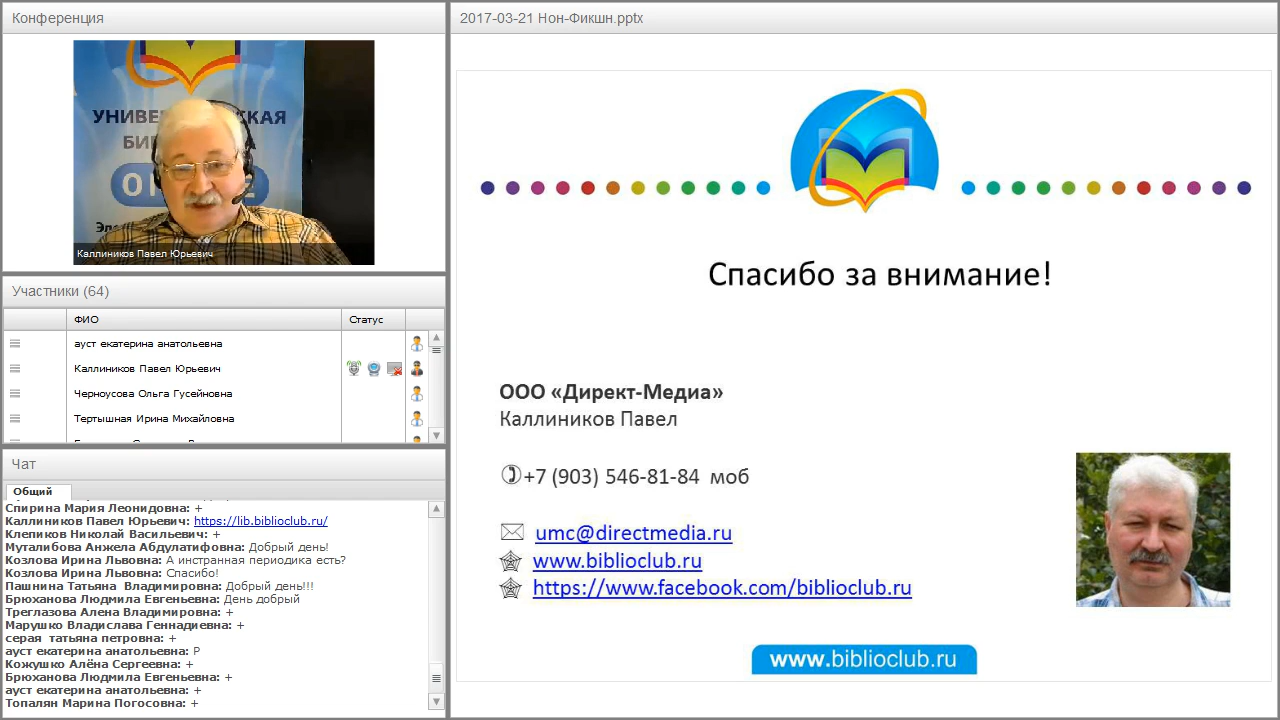 Конференция
УНИВЕ СКАЯ
БИ А
Каллиников Павел Юрьевич
Участники (64)
ФИО Статус
ауст екатерина анатольевна
Каллиников Павел Юрьевич
Черноусова Ольга Гусейновна
Тертышная Ирина Михайловна
Чат
Общий
Спирина Мария Леонидовна: +
Каллиников Павел Юрьевич: https://lib.biblioclub.ru/
Клепиков Николай Васильевич: +
Муталибова Анжела Абдулатифовна: Добрый день!
Козлова Ирина Львовна: А инстранная периодика есть?
Козлова Ирина Львовна: Спасибо!
Пашнина Татьяна Владимировна: Добрый день!!!
Брюханова Людмила Евгеньевна: День добрый
Треглазова Алена Владимировна: +
Марушко Владислава Геннадиевна: +
серая татьяна петровна: +
ауст екатерина анатольевна: Р
Кожушко Алёна Сергеевна: +
Брюханова Людмила Евгеньевна: +
ауст екатерина анатольевна: +
Топалян Марина Погосовна: +
2017-03-21 Нон-Фикшн.pptx
Спасибо за внимание!
ООО «Директ-Медиа»
Каллиников Павел
+7 (903) 546-81-84 моб
umc@directmedia.ru
www.biblioclub.ru
https://www.facebook.com/biblioclub.ru
www.biblioclub.ru